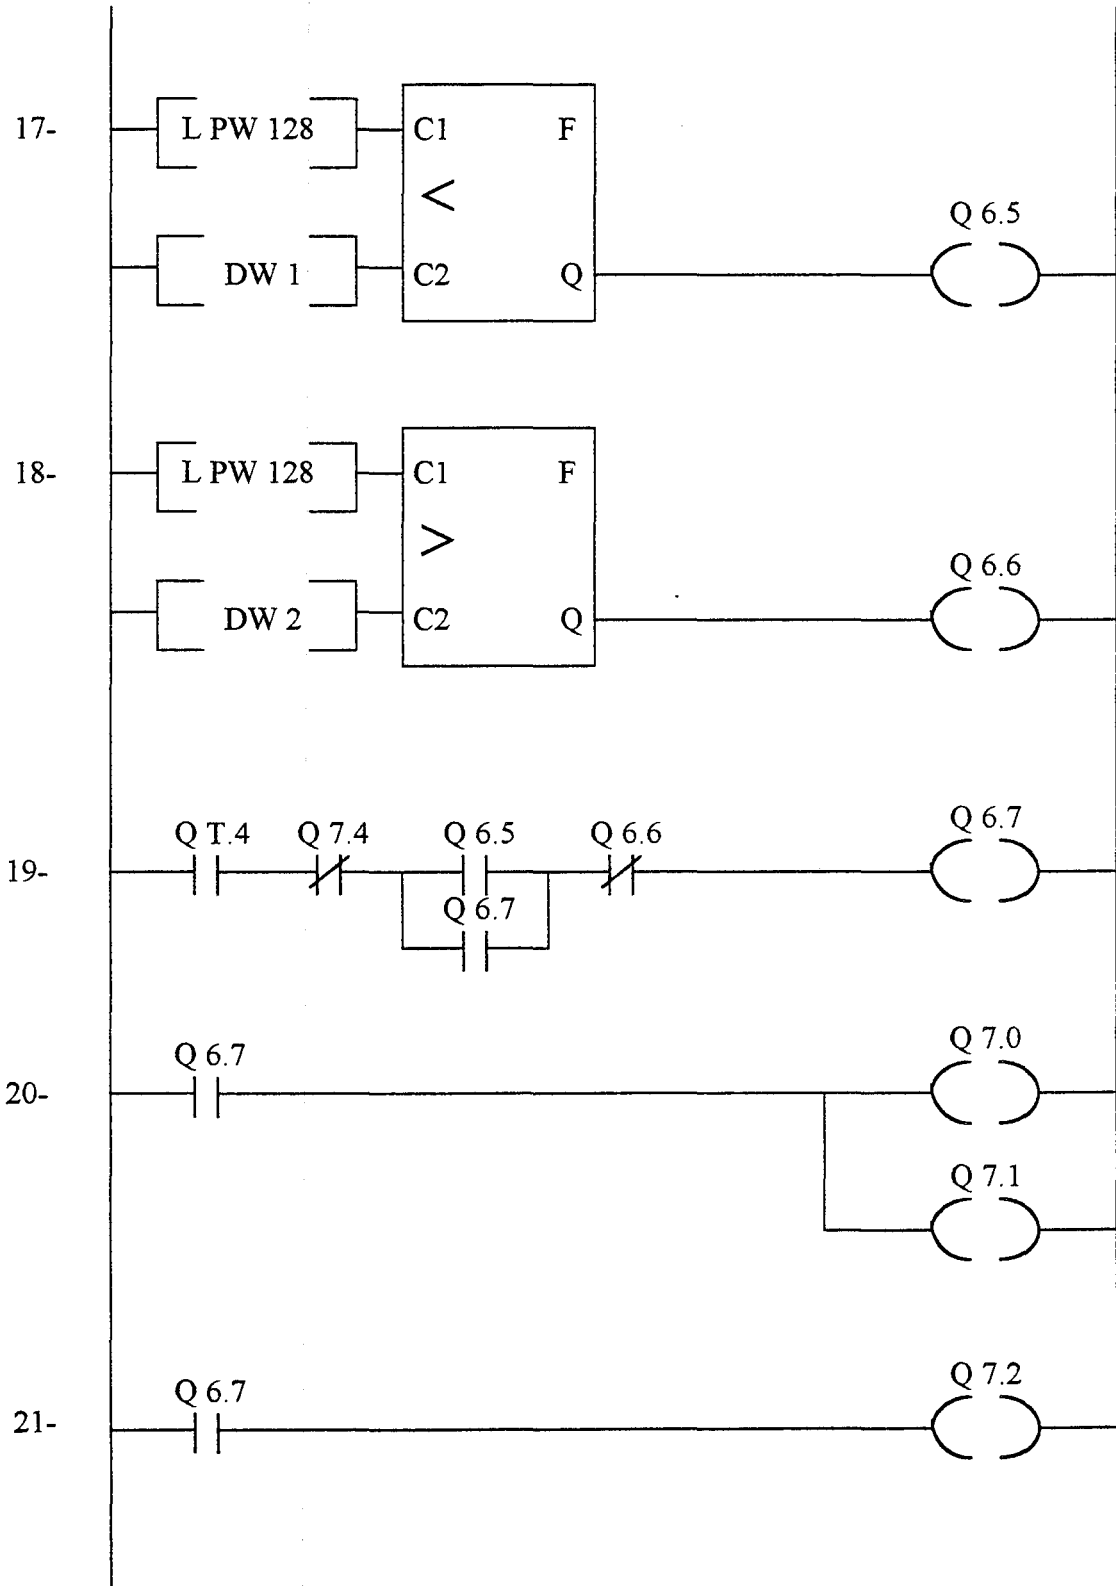 17-
L PW 128
C1 F
<
DW 1
C2 Q
Q 6.5
18-
L PW 128
C1 F
>
DW 2
C2 Q
Q 6.6
19-
Q T.4 Q 7.4 Q 6.5 Q 6.6 Q 6.7
Q 6.7
20-
Q 6.7
Q 7.0
Q 7.1
21-
Q 6.7
Q 7.2